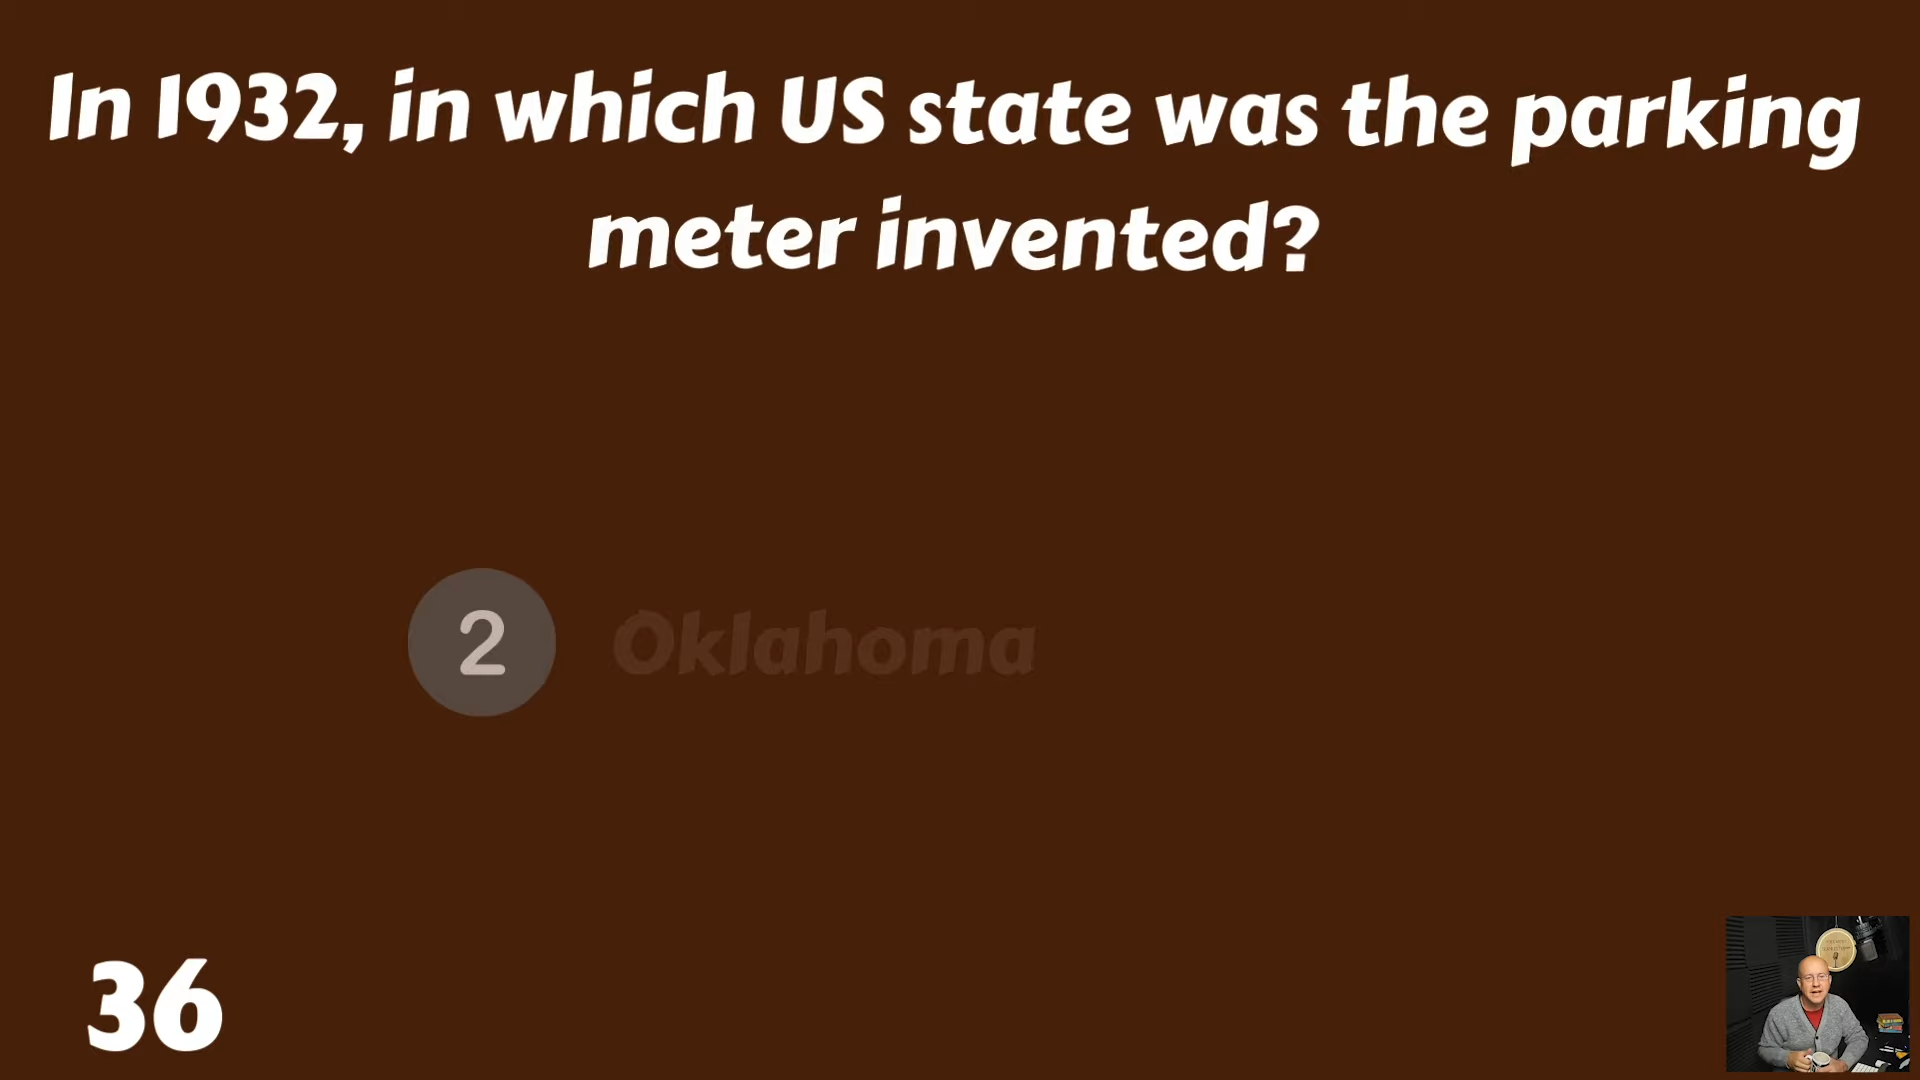 In 1932, in which US state was the parking
meter invented?
2 Oklahoma
36